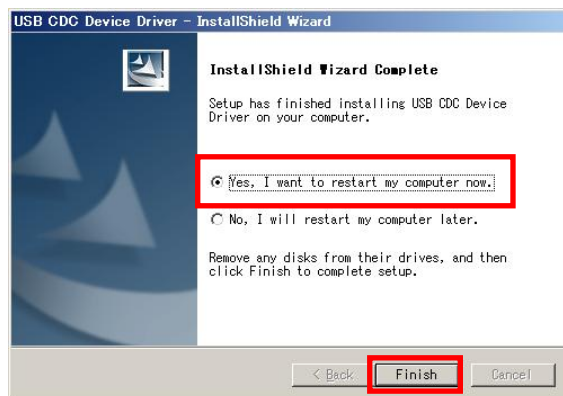 USB CDC Device Driver - InstallShield Wizard
InstallShield Wizard Complete
Setup has finished installing USB CDC Device
Driver on your computer.
Yes, I want to restart my computer now.
No, I will restart my computer later.
Remove any disks from their drives, and then
click Finish to complete setup.
< Back
Finish
Cancel